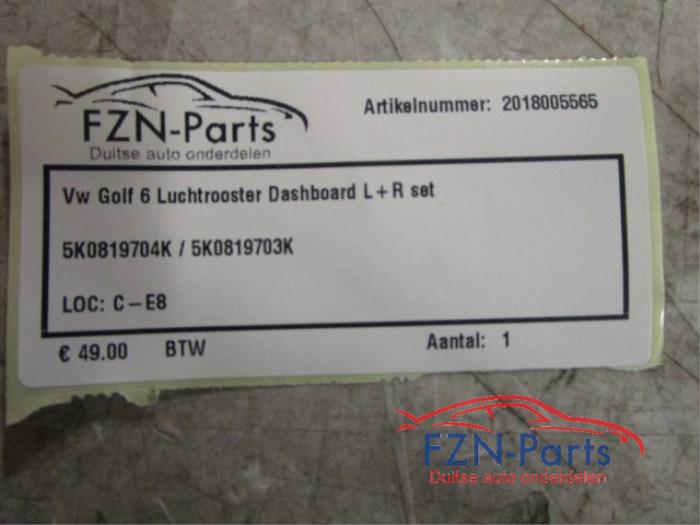 FZN-Parts
Duitse auto onderdelen
Artikelnummer: 2018005565
Vw Golf 6 Luchtrooster Dashboard L+R set
5K0819704K / 5K0819703K
LOC: C-E8
€ 49.00 BTW Aantal: 1
FZN-Parts
Duitse auto onderdelen